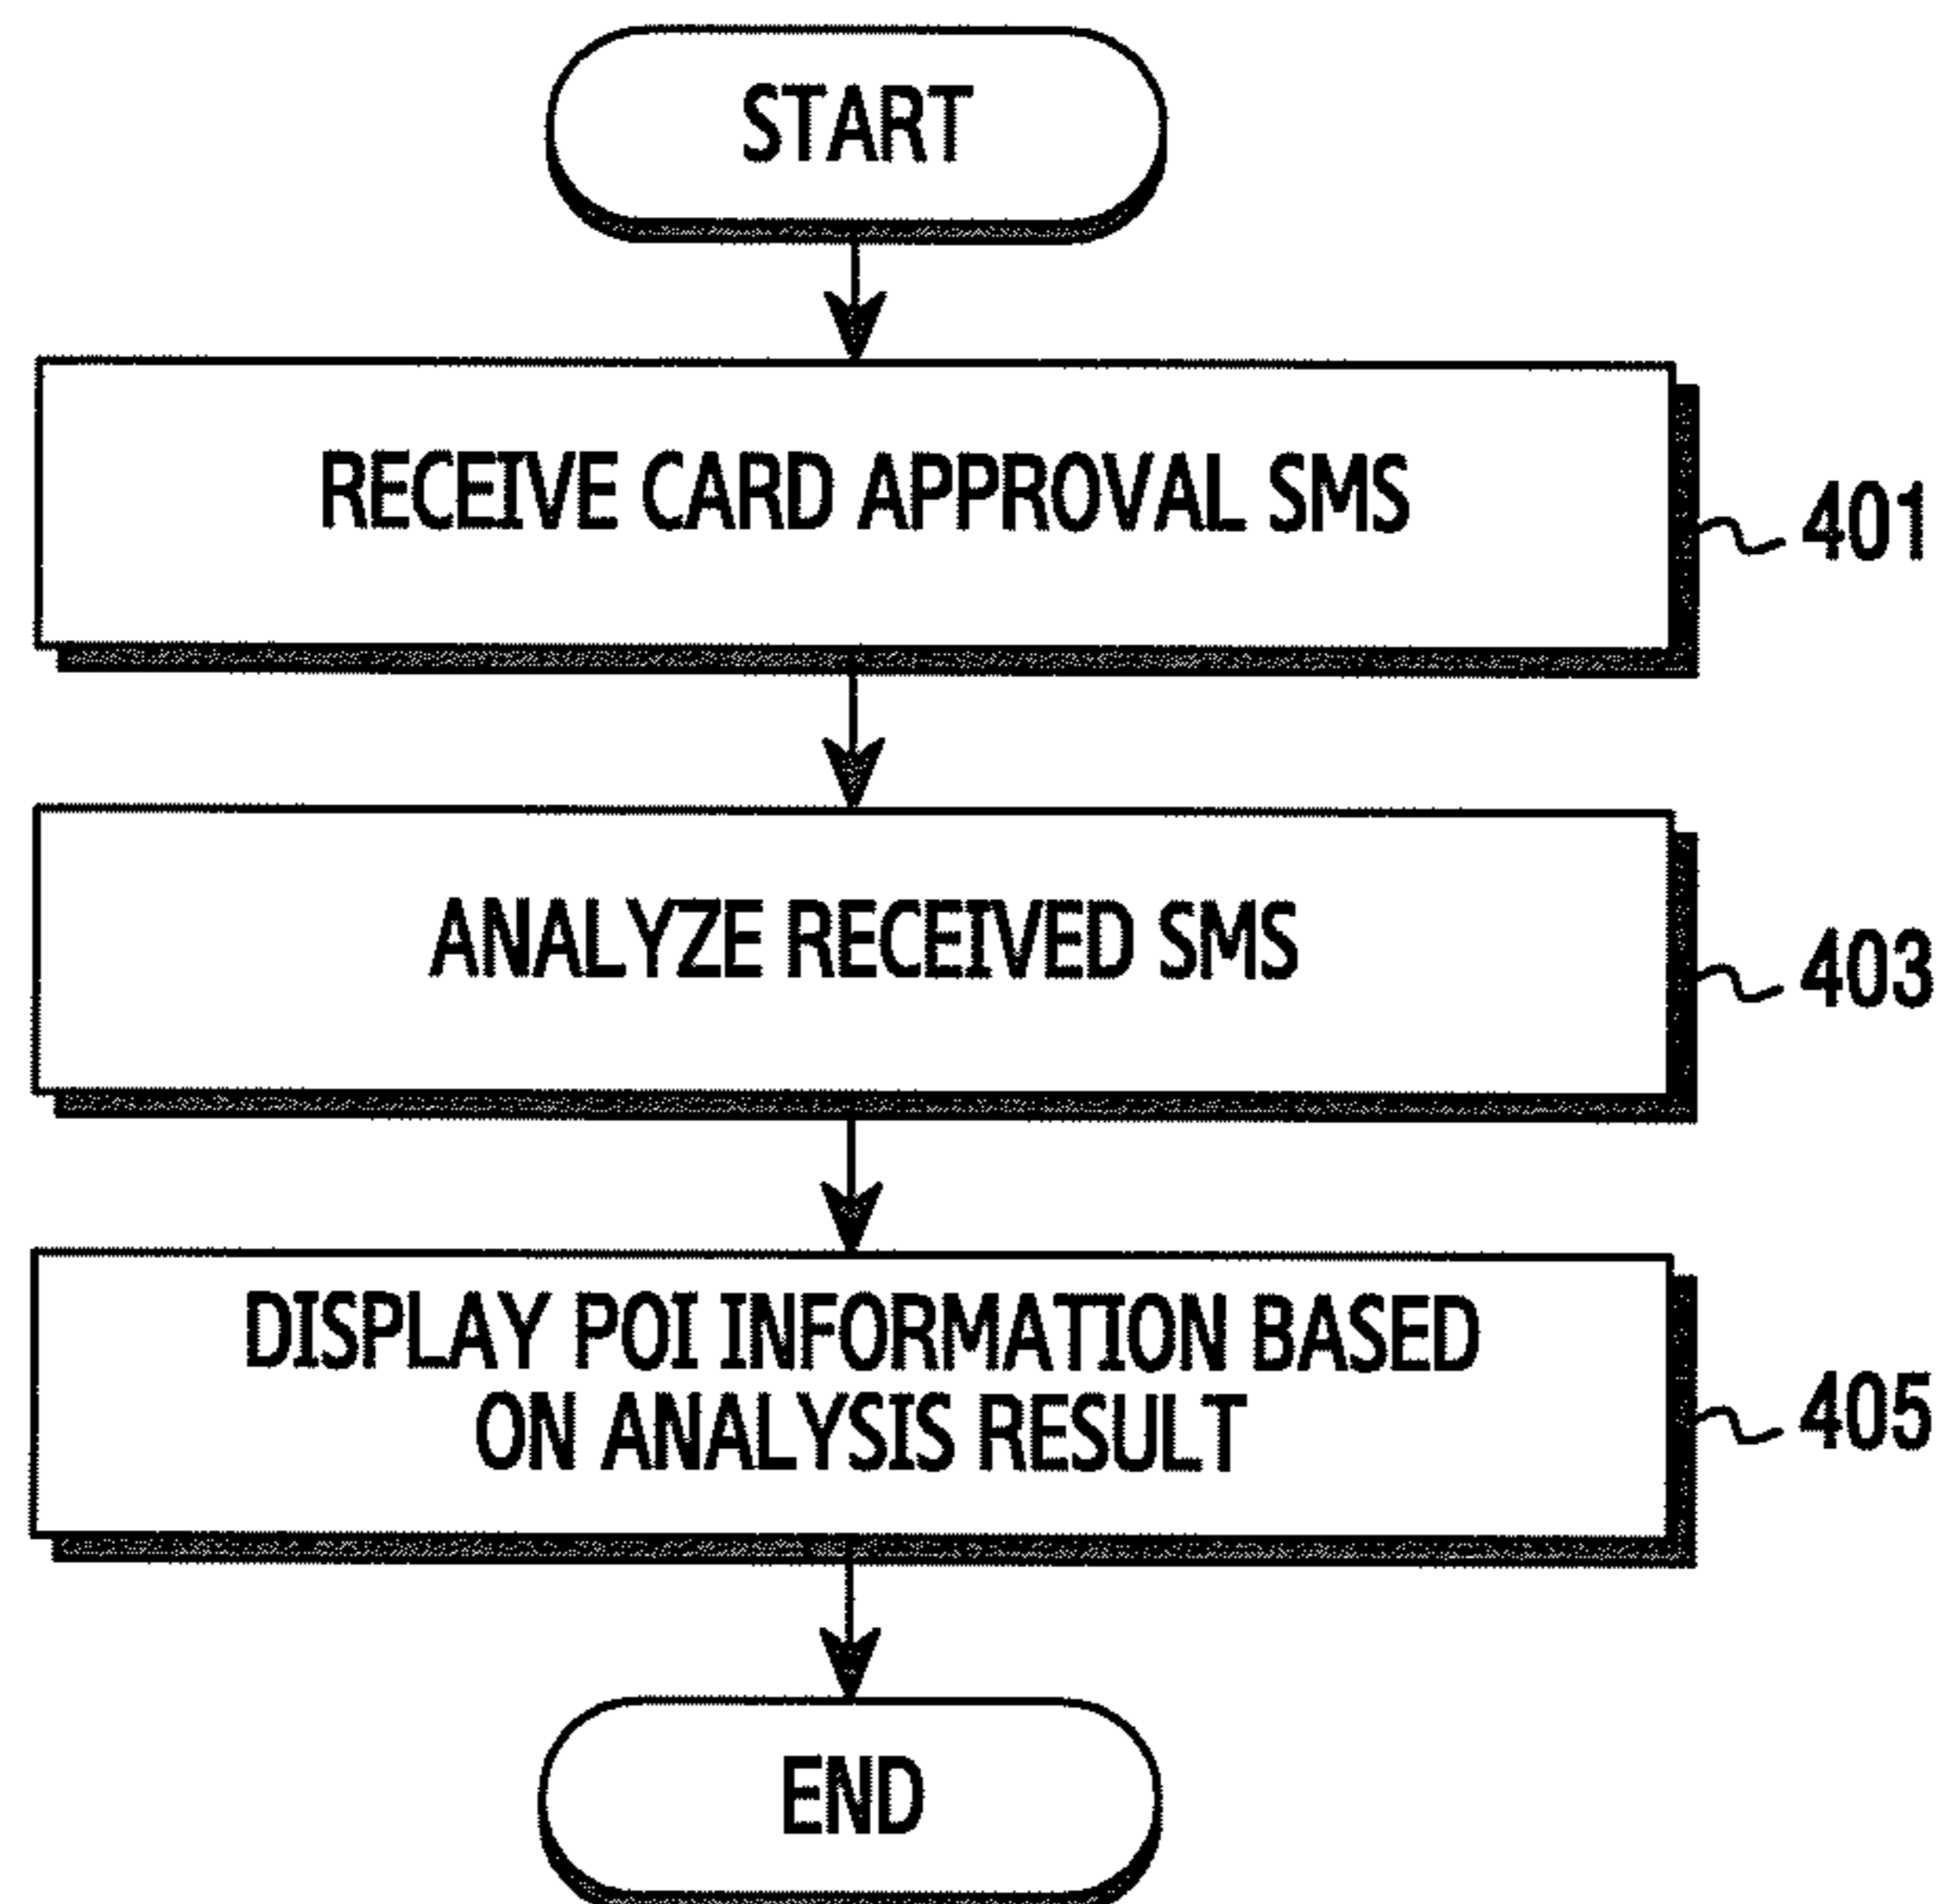 START
RECEIVE CARD APPROVAL SMS
401
ANALYZE RECEIVED SMS
403
DISPLAY POI INFORMATION BASED
ON ANALYSIS RESULT
405
END